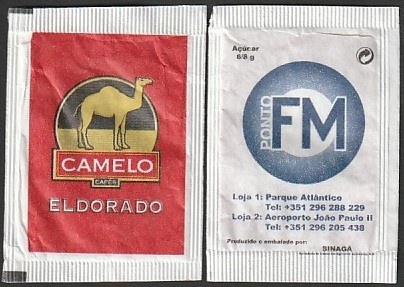 CAMELO
CAFÉS
ELDORADO
Açúcar
6/8 g
PONTO
FM
Loja 1: Parque Atlântico
Tel: +351 296 288 229
Loja 2: Aeroporto João Paulo II
Tel: +351 296 205 438
Produzido e embalado por:
SINAGA